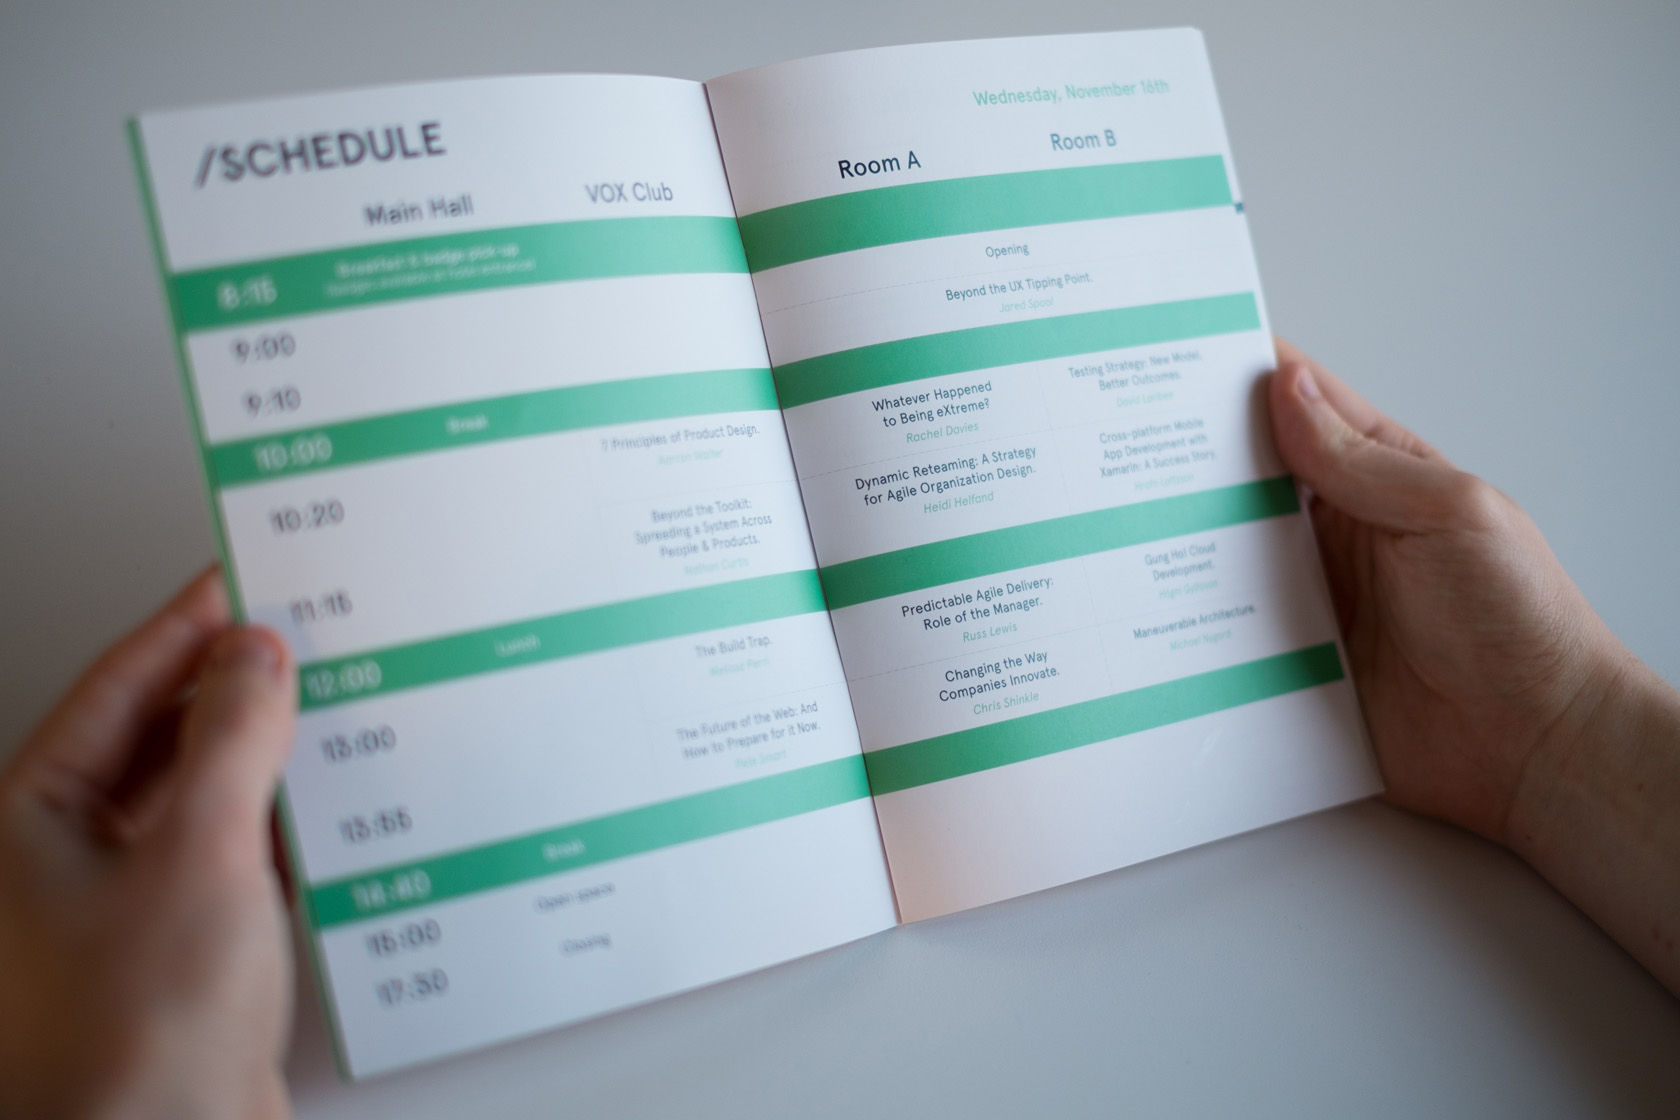 /SCHEDULE
Main Hall
VOX Club
8:15
Breakfast & badge pick-up
9:00
9:10
10:00
Break
10:20
7 Principles of Product Design.
11:15
Beyond the Toolkit:
Spreading a System Across
People & Products.
Nathan Curtis
12:00
Lunch
13:00
The Build Trap.
Melissa Perri
13:55
The Future of the Web: And
How to Prepare for it Now.
Pete Smart
14:40
Break
15:00
Open space
17:30
Closing
Wednesday, November 16th
Room A
Room B
Opening
Beyond the UX Tipping Point.
Jared Spool
Whatever Happened
to Being eXtreme?
Rachel Davies
Testing Strategy: New Model,
Better Outcomes.
Dynamic Reteaming: A Strategy
for Agile Organization Design.
Heidi Helfand
Cross-platform Mobile
App Development with
Xamarin: A Success Story.
Predictable Agile Delivery:
Role of the Manager.
Russ Lewis
Gung Ho! Cloud
Development.
Changing the Way
Companies Innovate.
Chris Shinkle
Maneuverable Architecture.
Michael Nygard